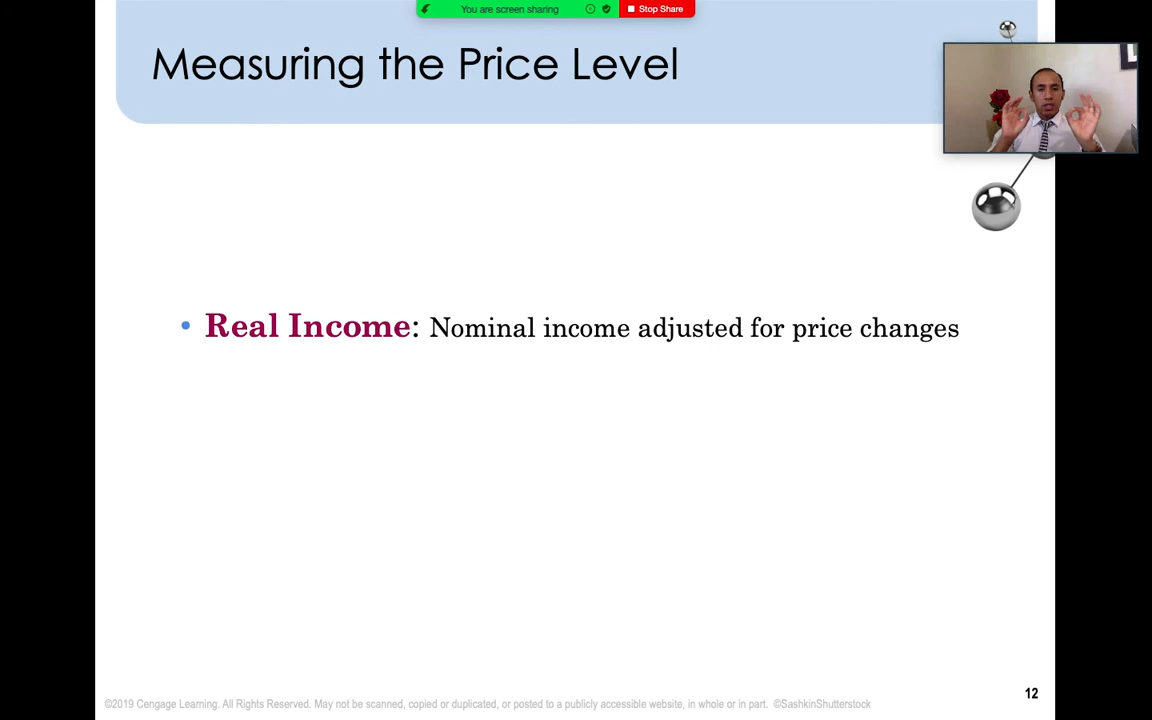 You are screen sharing
Stop Share
Measuring the Price Level
• Real Income: Nominal income adjusted for price changes
12
©2019 Cengage Learning. All Rights Reserved. May not be scanned, copied or duplicated, or posted to a publicly accessible website, in whole or in part. ©SashkinShutterstock